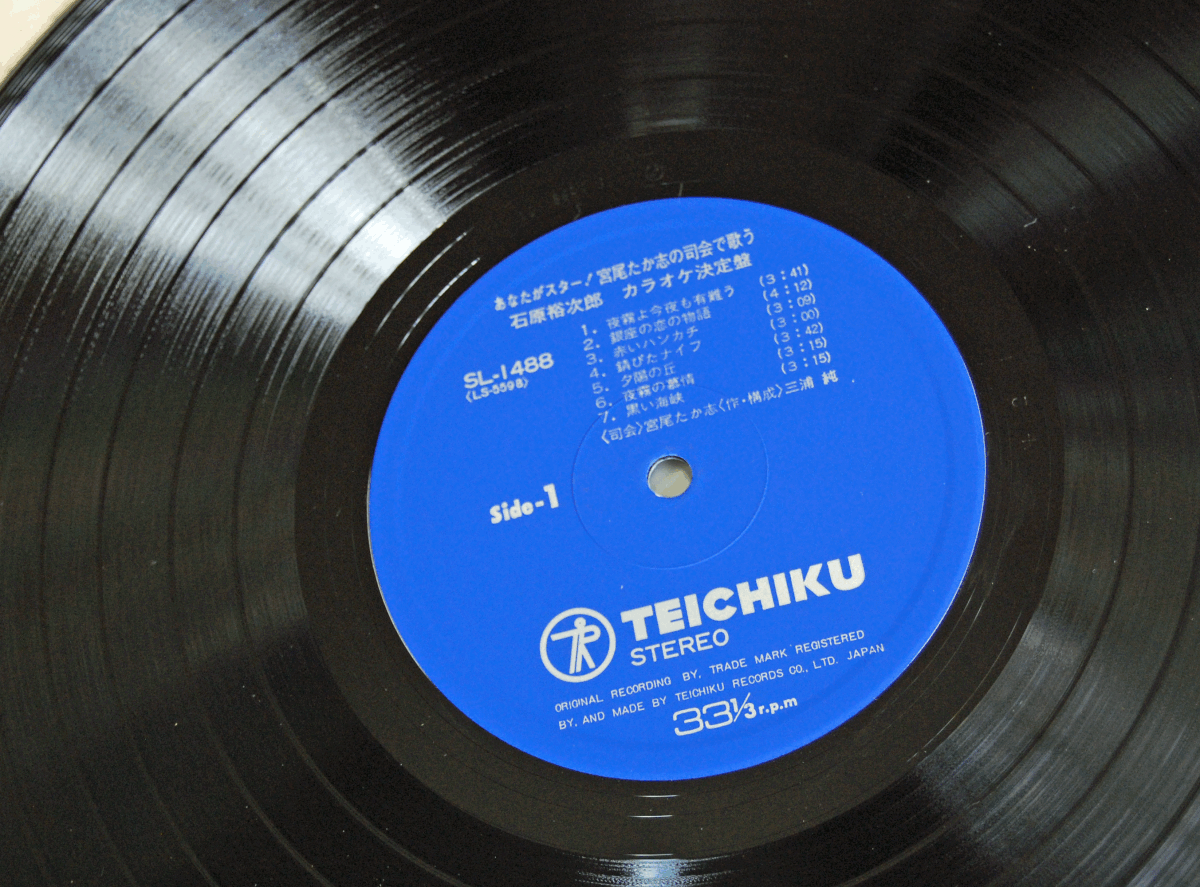 あなたがスター！宮尾たか志の司会で歌う
石原裕次郎　カラオケ決定盤
SL-1488
(LS-5598)
1. 夜霧よ今夜も有難う (3:41)
2. 銀座の恋の物語 (4:12)
3. 赤いハンカチ (3:09)
4. 錆びたナイフ (3:00)
5. 夕陽の丘 (3:42)
6. 夜霧の慕情 (3:15)
7. 黒い海峡 (3:15)
〈司会〉宮尾たか志〈作・構成〉三浦 純
Side-1
TEICHIKU
STEREO
ORIGINAL RECORDING BY, TRADE MARK REGISTERED
BY, AND MADE BY TEICHIKU RECORDS CO., LTD. JAPAN
33 1/3 r.p.m